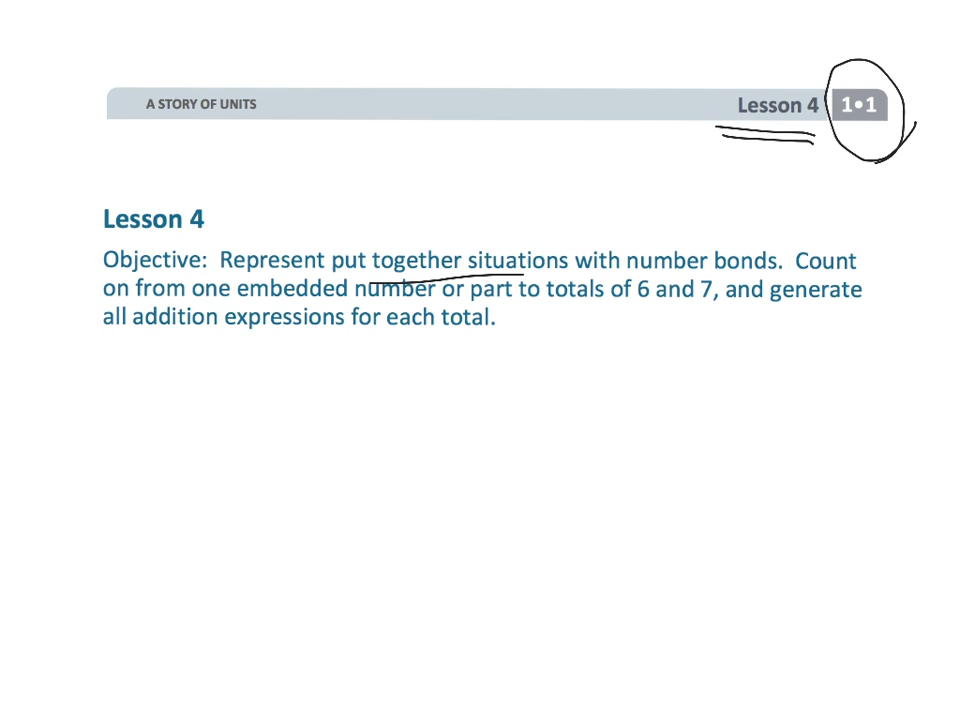 A STORY OF UNITS
Lesson 4 1•1
Lesson 4
Objective: Represent put together situations with number bonds. Count
on from one embedded number or part to totals of 6 and 7, and generate
all addition expressions for each total.